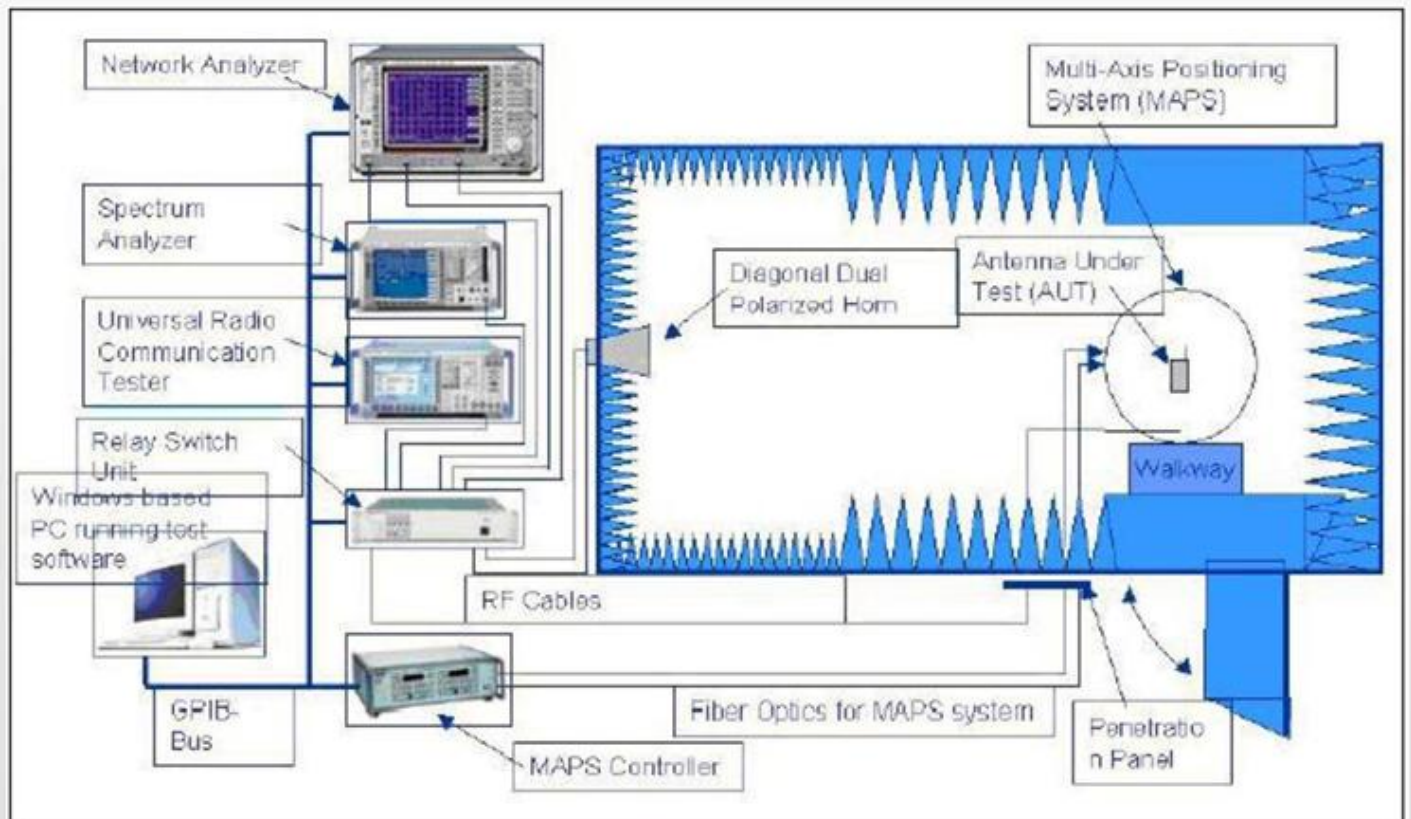 Network Analyzer
Multi-Axis Positioning
System (MAPS)
Spectrum
Analyzer
Diagonal Dual
Polarized Horn
Antenna Under
Test (AUT)
Universal Radio
Communication
Tester
Relay Switch
Unit
Walkway
Windows based
PC running test
software
RF Cables
GPIB-
Bus
Fiber Optics for MAPS system
Penetratio
n Panel
MAPS Controller